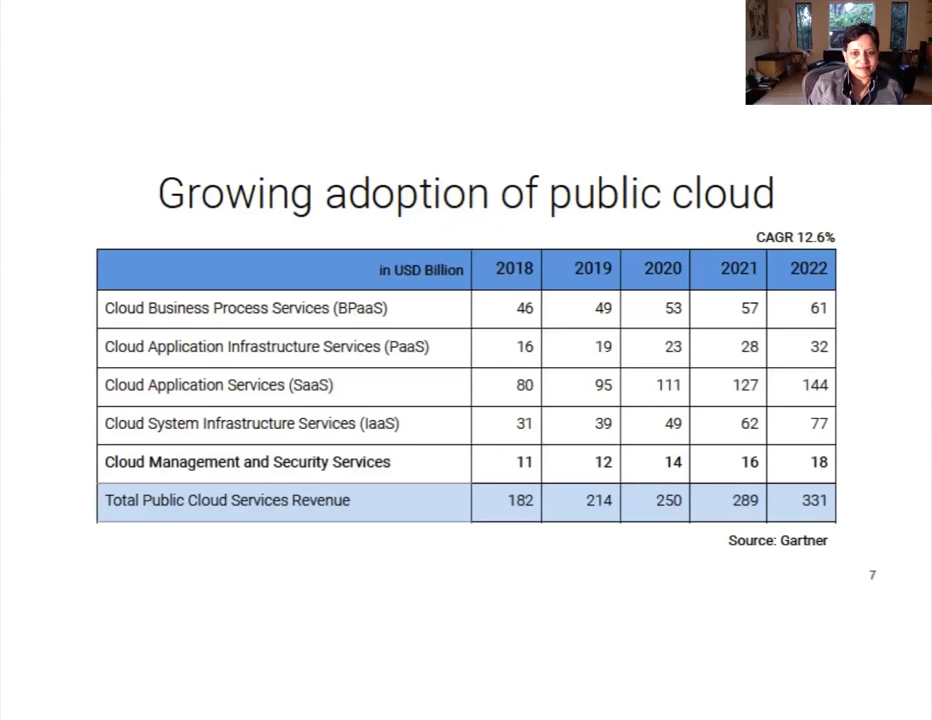 Growing adoption of public cloud
CAGR 12.6%
in USD Billion 2018 2019 2020 2021 2022
Cloud Business Process Services (BPaaS) 46 49 53 57 61
Cloud Application Infrastructure Services (PaaS) 16 19 23 28 32
Cloud Application Services (SaaS) 80 95 111 127 144
Cloud System Infrastructure Services (IaaS) 31 39 49 62 77
Cloud Management and Security Services 11 12 14 16 18
Total Public Cloud Services Revenue 182 214 250 289 331
Source: Gartner
7